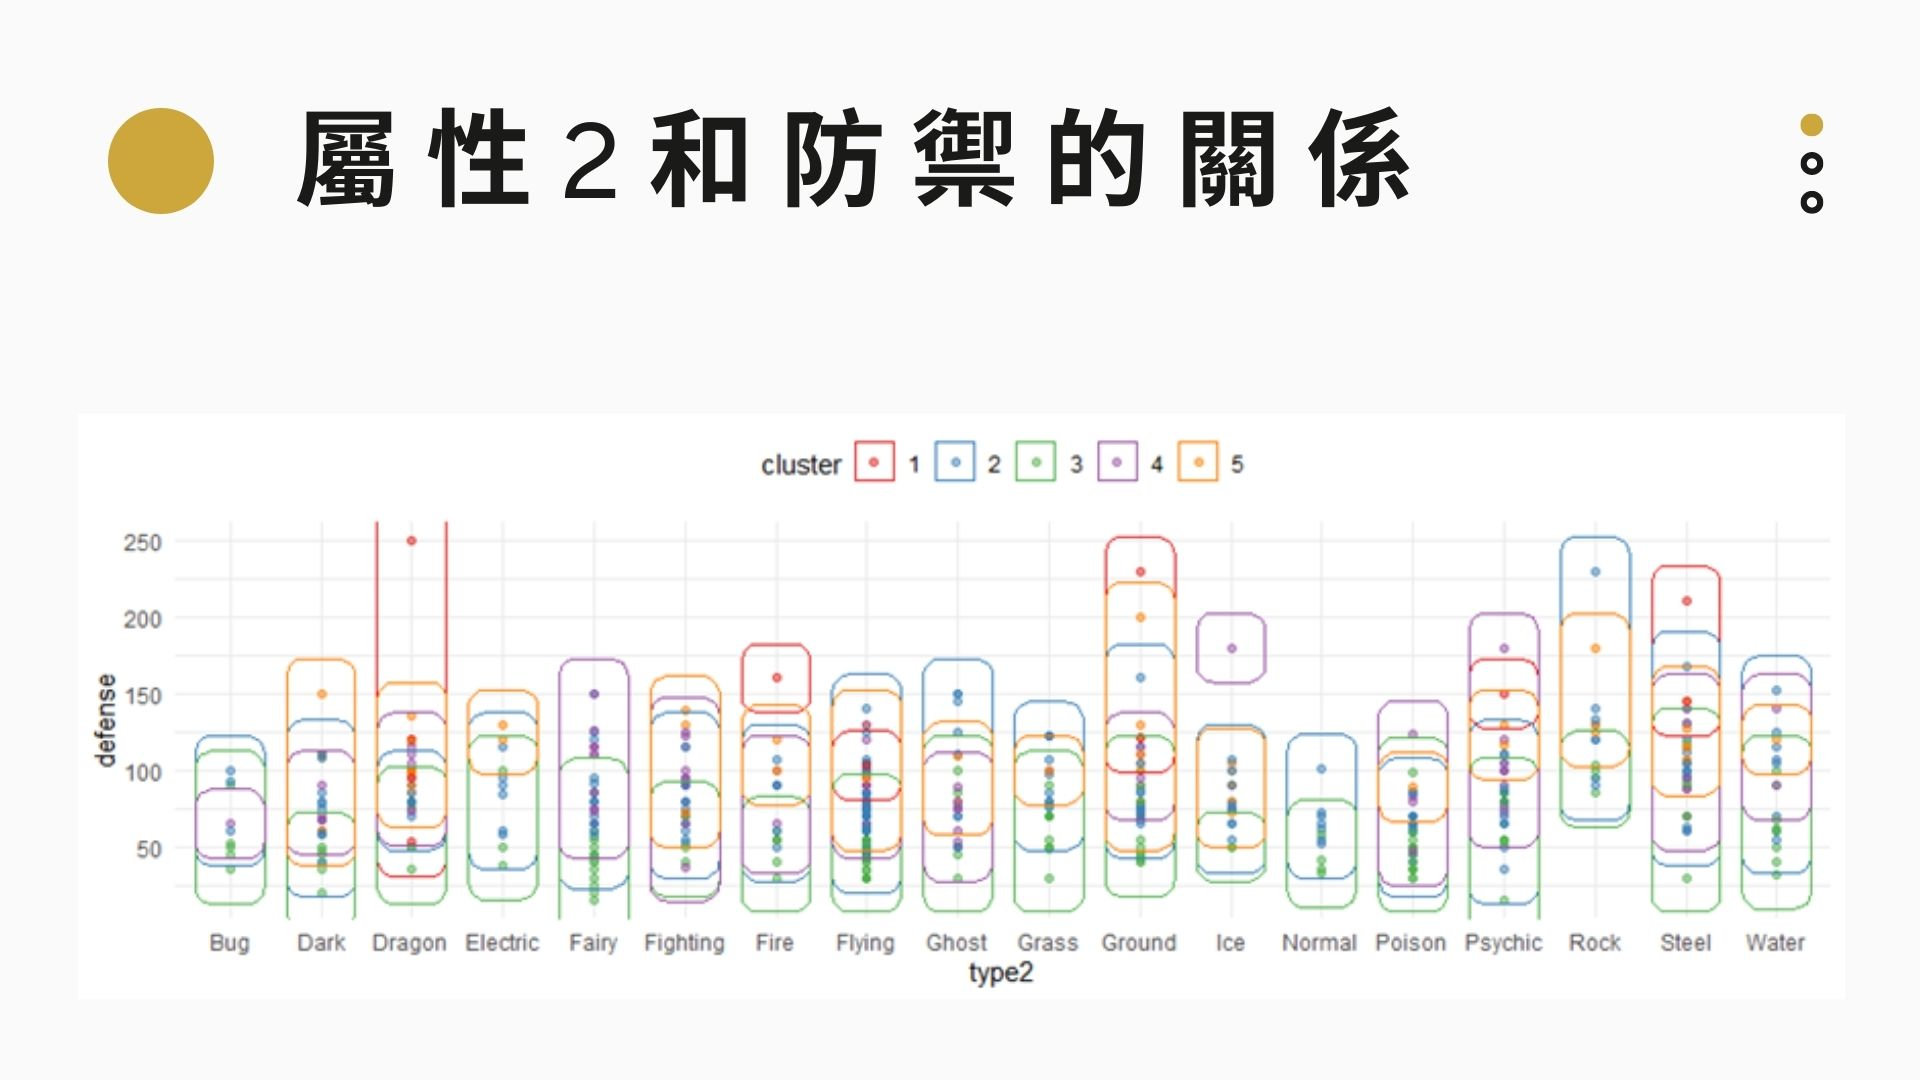 屬性2和防禦的關係
cluster 1 2 3 4 5
250
200
150
100
50
defense
Bug Dark Dragon Electric Fairy Fighting Fire Flying Ghost Grass Ground Ice Normal Poison Psychic Rock Steel Water
type2